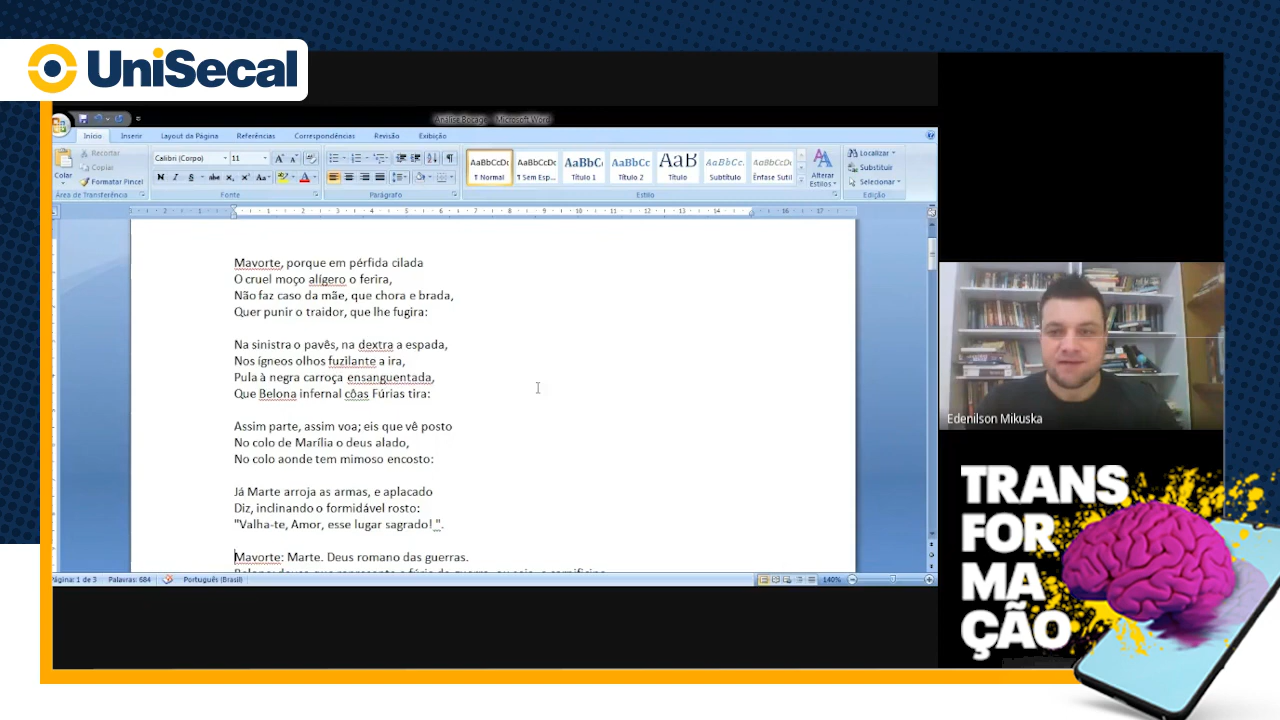 UniSecal
Análise Bocage - Microsoft Word
Início Inserir Layout da Página Referências Correspondências Revisão Exibição
Colar
Recortar
Copiar
Formatar Pincel
Área de Transferência
Calibri (Corpo) 11
N I S abc x₂ x² Aa
Fonte
Parágrafo
AaBbCcDc AaBbCcDc AaBbC AaBbCc AaB AaBbCc. AaBbCcDc
¶ Normal ¶ Sem Esp... Título 1 Título 2 Título Subtítulo Ênfase Sutil
Alterar
Estilos
Estilo
Localizar
Substituir
Selecionar
Edição
Mavorte, porque em pérfida cilada
O cruel moço alígero o ferira,
Não faz caso da mãe, que chora e brada,
Quer punir o traidor, que lhe fugira:
Na sinistra o pavês, na dextra a espada,
Nos ígneos olhos fuzilante a ira,
Pula à negra carroça ensanguentada,
Que Belona infernal côas Fúrias tira:
Assim parte, assim voa; eis que vê posto
No colo de Marília o deus alado,
No colo aonde tem mimoso encosto:
Já Marte arroja as armas, e aplacado
Diz, inclinando o formidável rosto:
"Valha-te, Amor, esse lugar sagrado! ".
Mavorte: Marte. Deus romano das guerras.
Página: 1 de 3 Palavras: 684 Português (Brasil) 140%
Edenilson Mikuska
TRANS
FOR
MA
ÇÃO